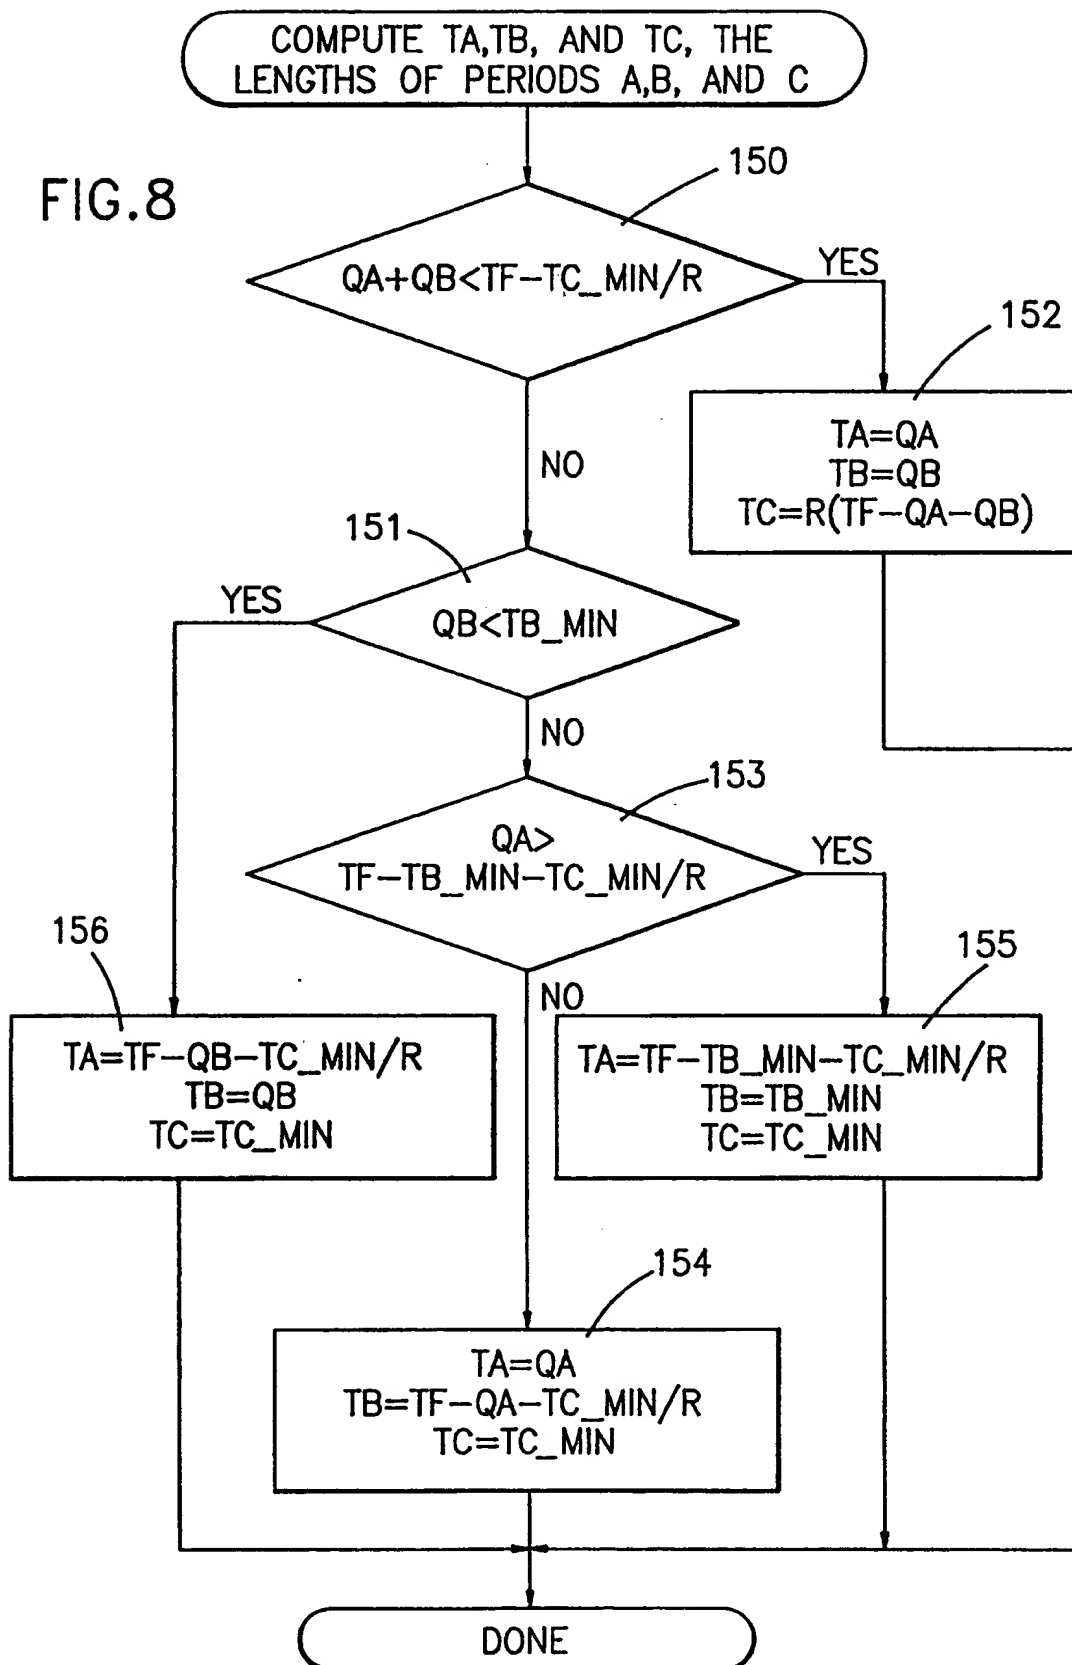 COMPUTE TA,TB, AND TC, THE
LENGTHS OF PERIODS A,B, AND C
FIG.8
150
QA+QB<TF-TC_MIN/R
YES
152
TA=QA
TB=QB
TC=R(TF-QA-QB)
NO
151
YES
QB<TB_MIN
NO
153
QA>
TF-TB_MIN-TC_MIN/R
YES
156
155
NO
TA=TF-QB-TC_MIN/R
TB=QB
TC=TC_MIN
TA=TF-TB_MIN-TC_MIN/R
TB=TB_MIN
TC=TC_MIN
154
TA=QA
TB=TF-QA-TC_MIN/R
TC=TC_MIN
DONE